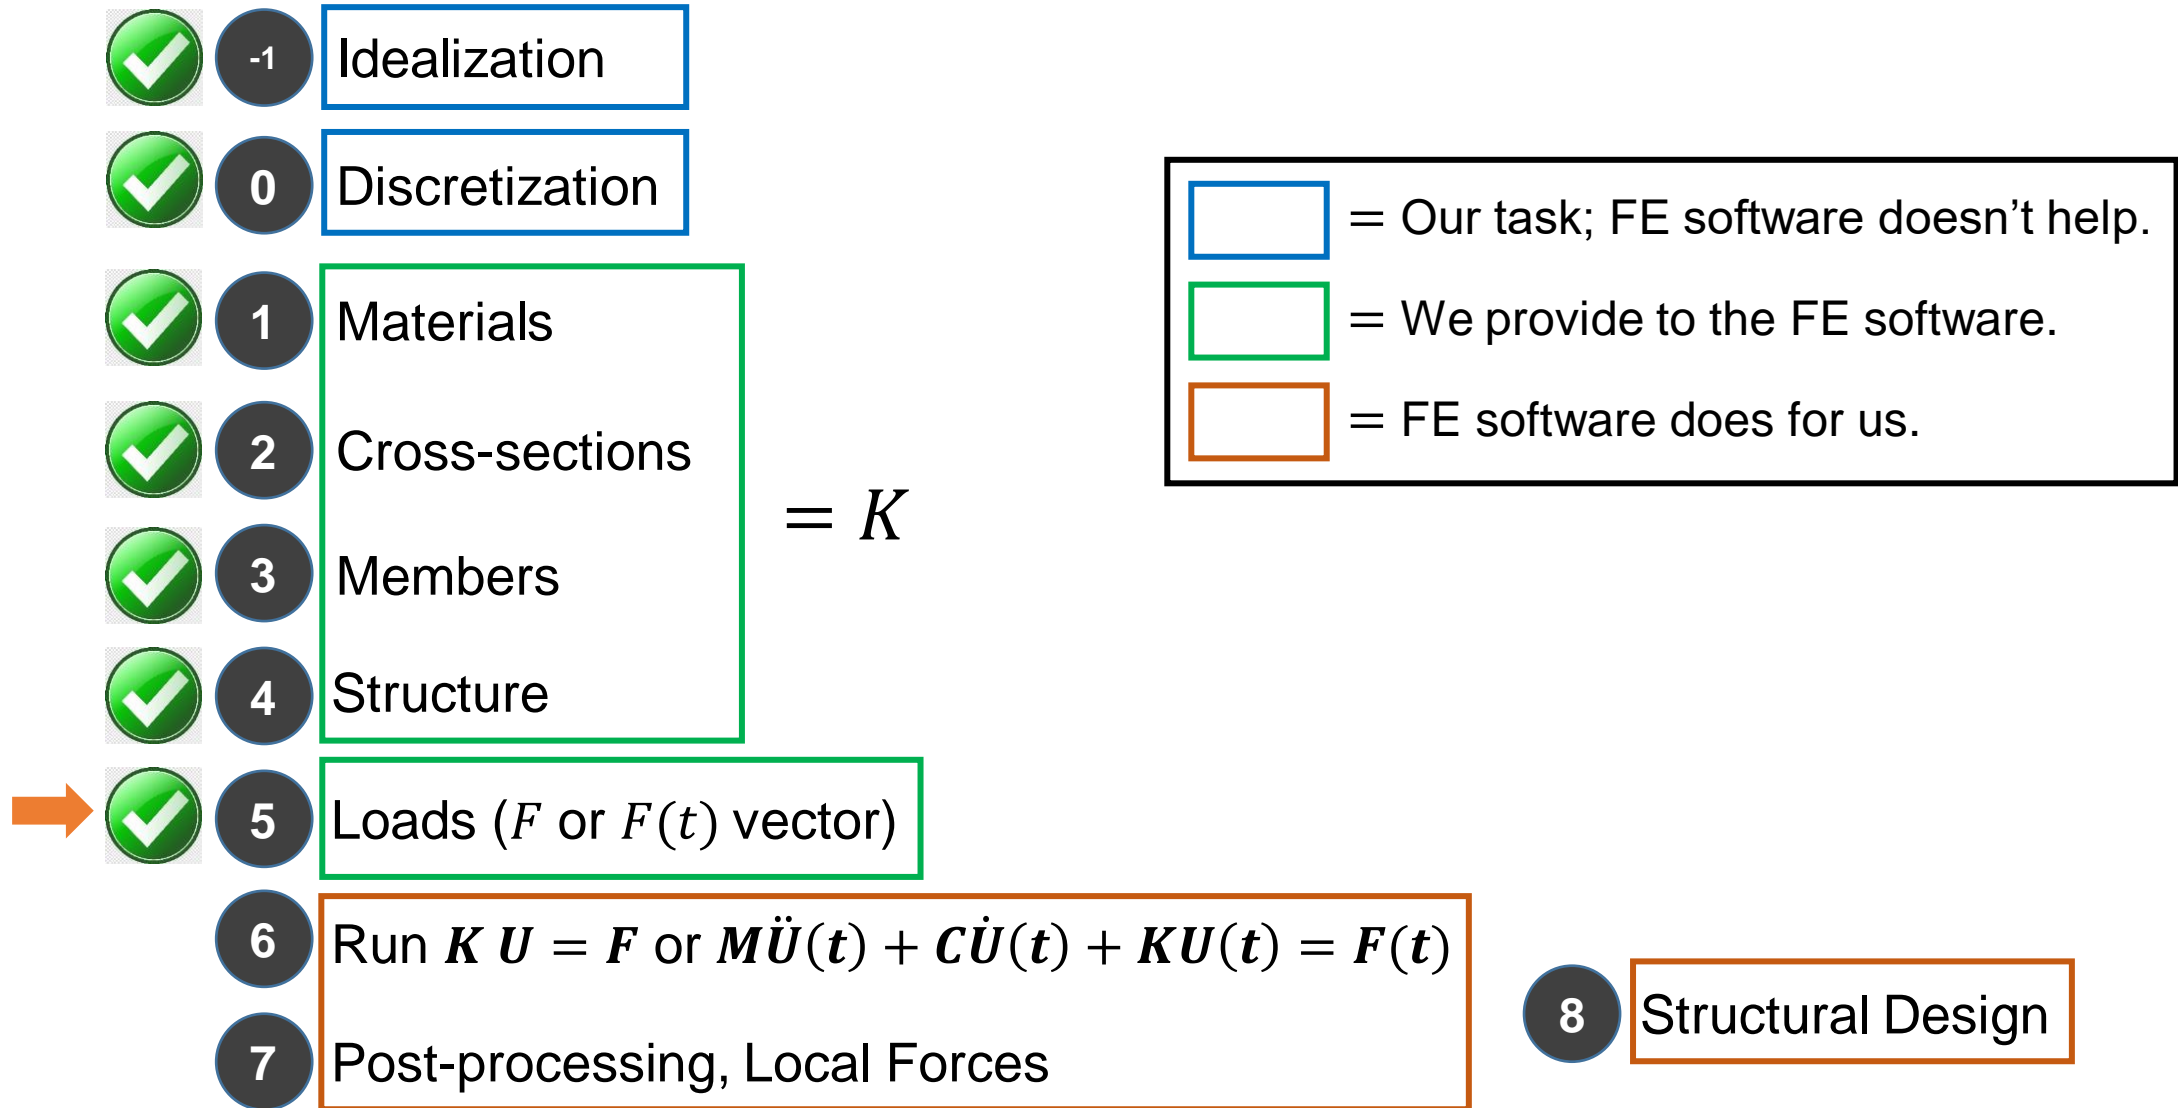 -1 Idealization
0 Discretization
= Our task; FE software doesn’t help.
= We provide to the FE software.
= FE software does for us.
1 Materials
2 Cross-sections
3 Members
4 Structure
= K
5 Loads (F or F(t) vector)
6 Run K U = F or MÜ(t) + CU̇(t) + KU(t) = F(t)
7 Post-processing, Local Forces
8 Structural Design